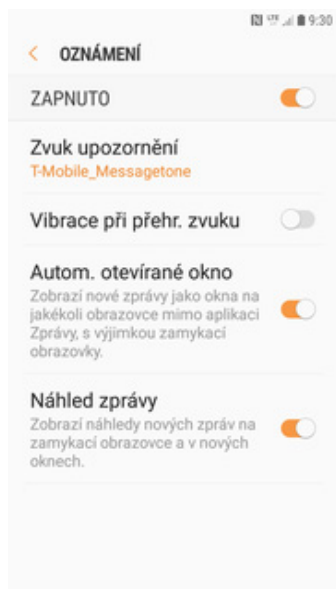 9:30
OZNÁMENÍ
ZAPNUTO
Zvuk upozornění
T-Mobile_Messagetone
Vibrace při přehr. zvuku
Autom. otevírané okno
Zobrazí nové zprávy jako okna na
jakékoli obrazovce mimo aplikaci
Zprávy, s výjimkou zamykací
obrazovky.
Náhled zprávy
Zobrazí náhledy nových zpráv na
zamykací obrazovce a v nových
oknech.